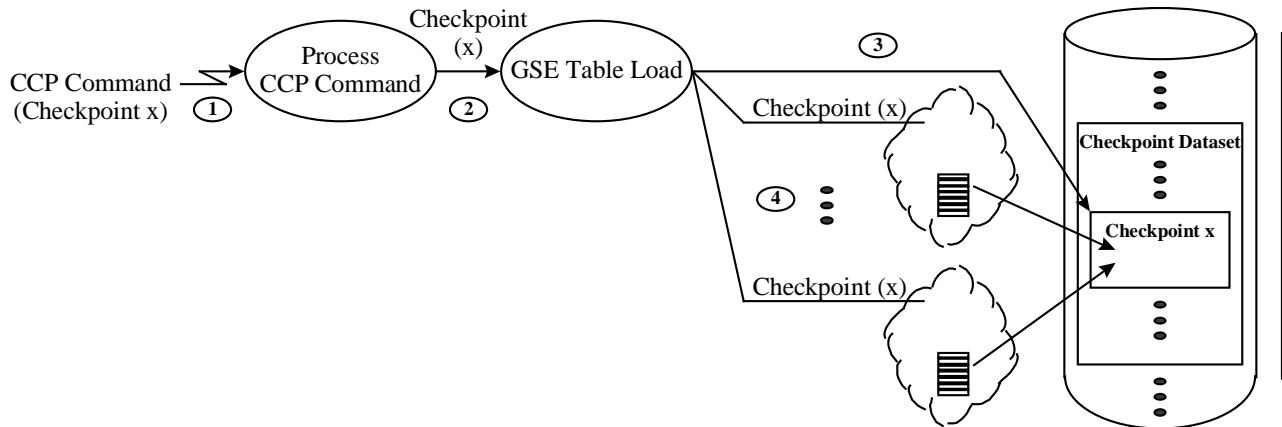 CCP Command
(Checkpoint x)
1
Process
CCP Command
Checkpoint
(x)
2
GSE Table Load
3
Checkpoint (x)
4
Checkpoint (x)
Checkpoint Dataset
Checkpoint x